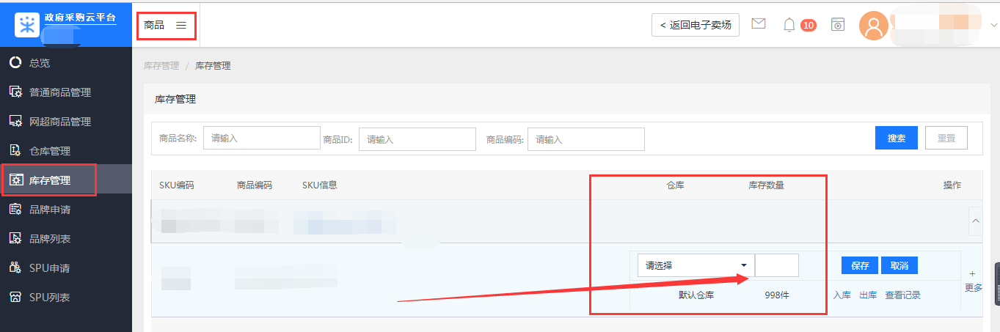 政府采购云平台
商品
< 返回电子卖场
10
总览
普通商品管理
网超商品管理
仓库管理
库存管理
品牌申请
品牌列表
SPU申请
SPU列表
库存管理 / 库存管理
库存管理
商品名称: 请输入 商品ID: 请输入 商品编码: 请输入 搜索 重置
SKU编码 商品编码 SKU信息 仓库 库存数量 操作
请选择 保存 取消
默认仓库 998件 入库 出库 查看记录
+
更多